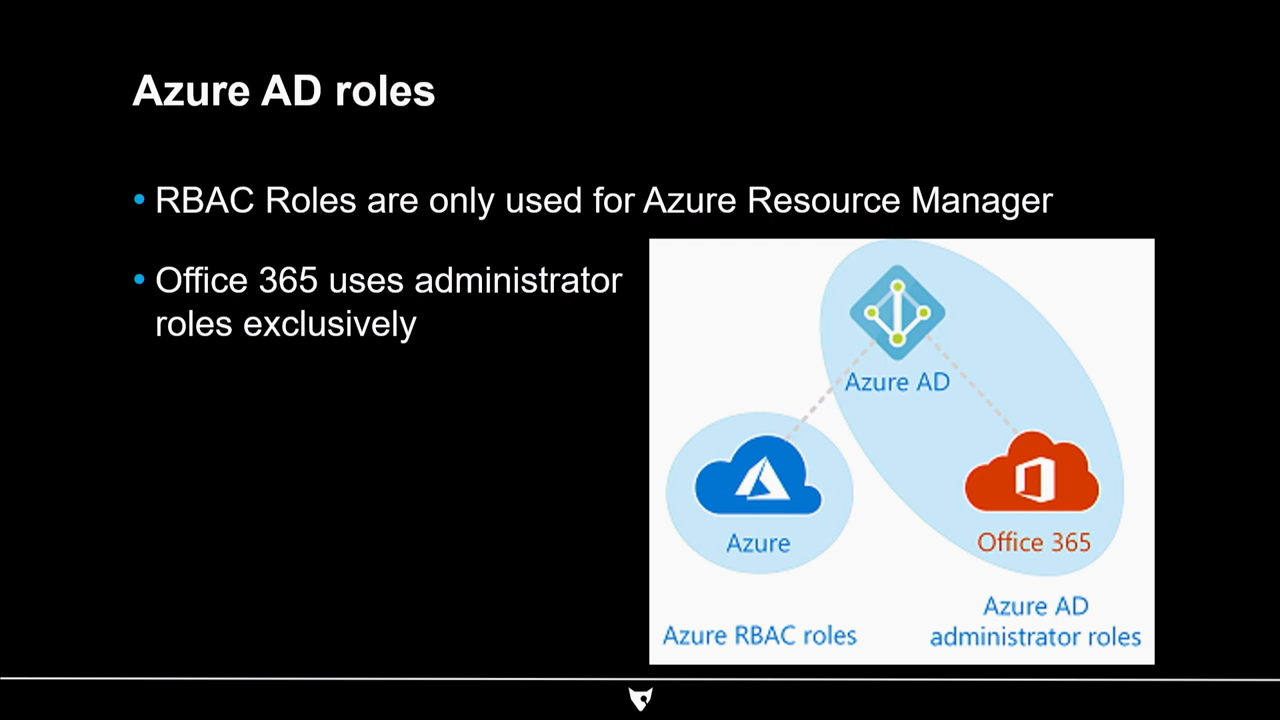 Azure AD roles
• RBAC Roles are only used for Azure Resource Manager
• Office 365 uses administrator
roles exclusively
Azure AD
Azure
Office 365
Azure RBAC roles
Azure AD
administrator roles